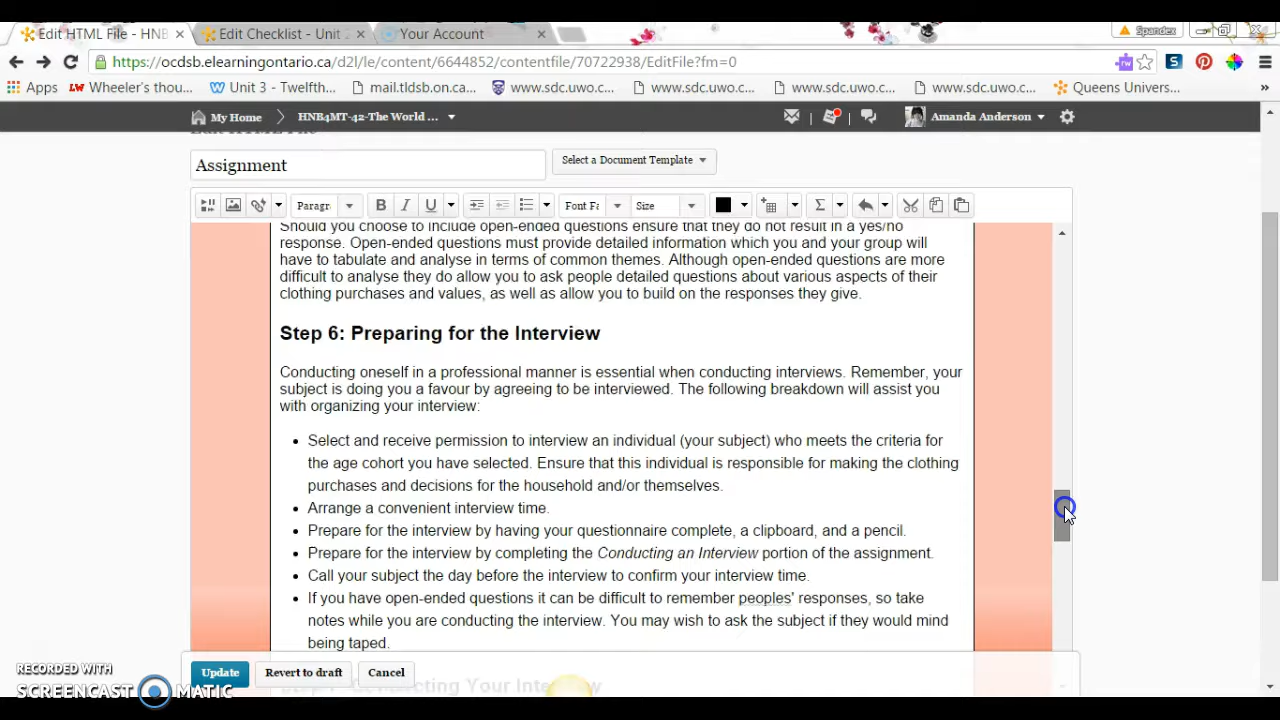 Edit HTML File - HNB
Edit Checklist - Unit
Your Account
Spandex
https://ocdsb.elearningontario.ca/d2l/le/content/6644852/contentfile/70722938/EditFile?fm=0
Apps
LW Wheeler's thou...
W Unit 3 - Twelfth...
mail.tldsb.on.ca...
www.sdc.uwo.c...
www.sdc.uwo.c...
www.sdc.uwo.c...
www.sdc.uwo.c...
Queens Univers...
»
My Home
HNB4MT-42-The World ...
Amanda Anderson
Edit HTML File
Assignment
Select a Document Template
Paragr
B I U
Font Fa
Size
Σ
Should you choose to include open-ended questions ensure that they do not result in a yes/no
response. Open-ended questions must provide detailed information which you and your group will
have to tabulate and analyse in terms of common themes. Although open-ended questions are more
difficult to analyse they do allow you to ask people detailed questions about various aspects of their
clothing purchases and values, as well as allow you to build on the responses they give.
Step 6: Preparing for the Interview
Conducting oneself in a professional manner is essential when conducting interviews. Remember, your
subject is doing you a favour by agreeing to be interviewed. The following breakdown will assist you
with organizing your interview:
• Select and receive permission to interview an individual (your subject) who meets the criteria for
the age cohort you have selected. Ensure that this individual is responsible for making the clothing
purchases and decisions for the household and/or themselves.
• Arrange a convenient interview time.
• Prepare for the interview by having your questionnaire complete, a clipboard, and a pencil.
• Prepare for the interview by completing the Conducting an Interview portion of the assignment.
• Call your subject the day before the interview to confirm your interview time.
• If you have open-ended questions it can be difficult to remember peoples' responses, so take
notes while you are conducting the interview. You may wish to ask the subject if they would mind
being taped.
Step 7: Conducting Your Interview
Update
Revert to draft
Cancel
RECORDED WITH
SCREENCAST MATIC